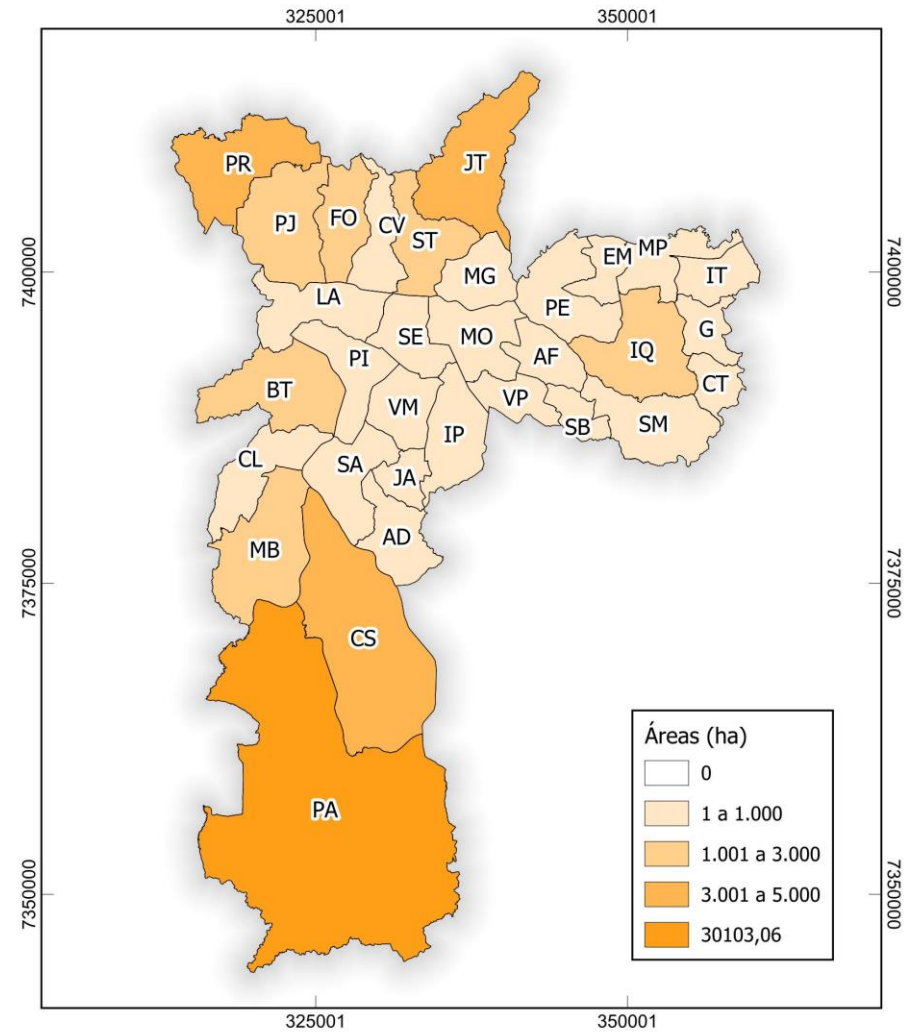 325001 350001
PR
JT
PJ
FO
CV
ST
MG
EM
MP
IT
7400000
7400000
LA
PE
G
SE
MO
AF
IQ
PI
CT
BT
VM
VP
SB
SM
IP
CL
SA
JA
AD
MB
7375000
7375000
CS
PA
7350000
7350000
Áreas (ha)
0
1 a 1.000
1.001 a 3.000
3.001 a 5.000
30103,06
325001 350001